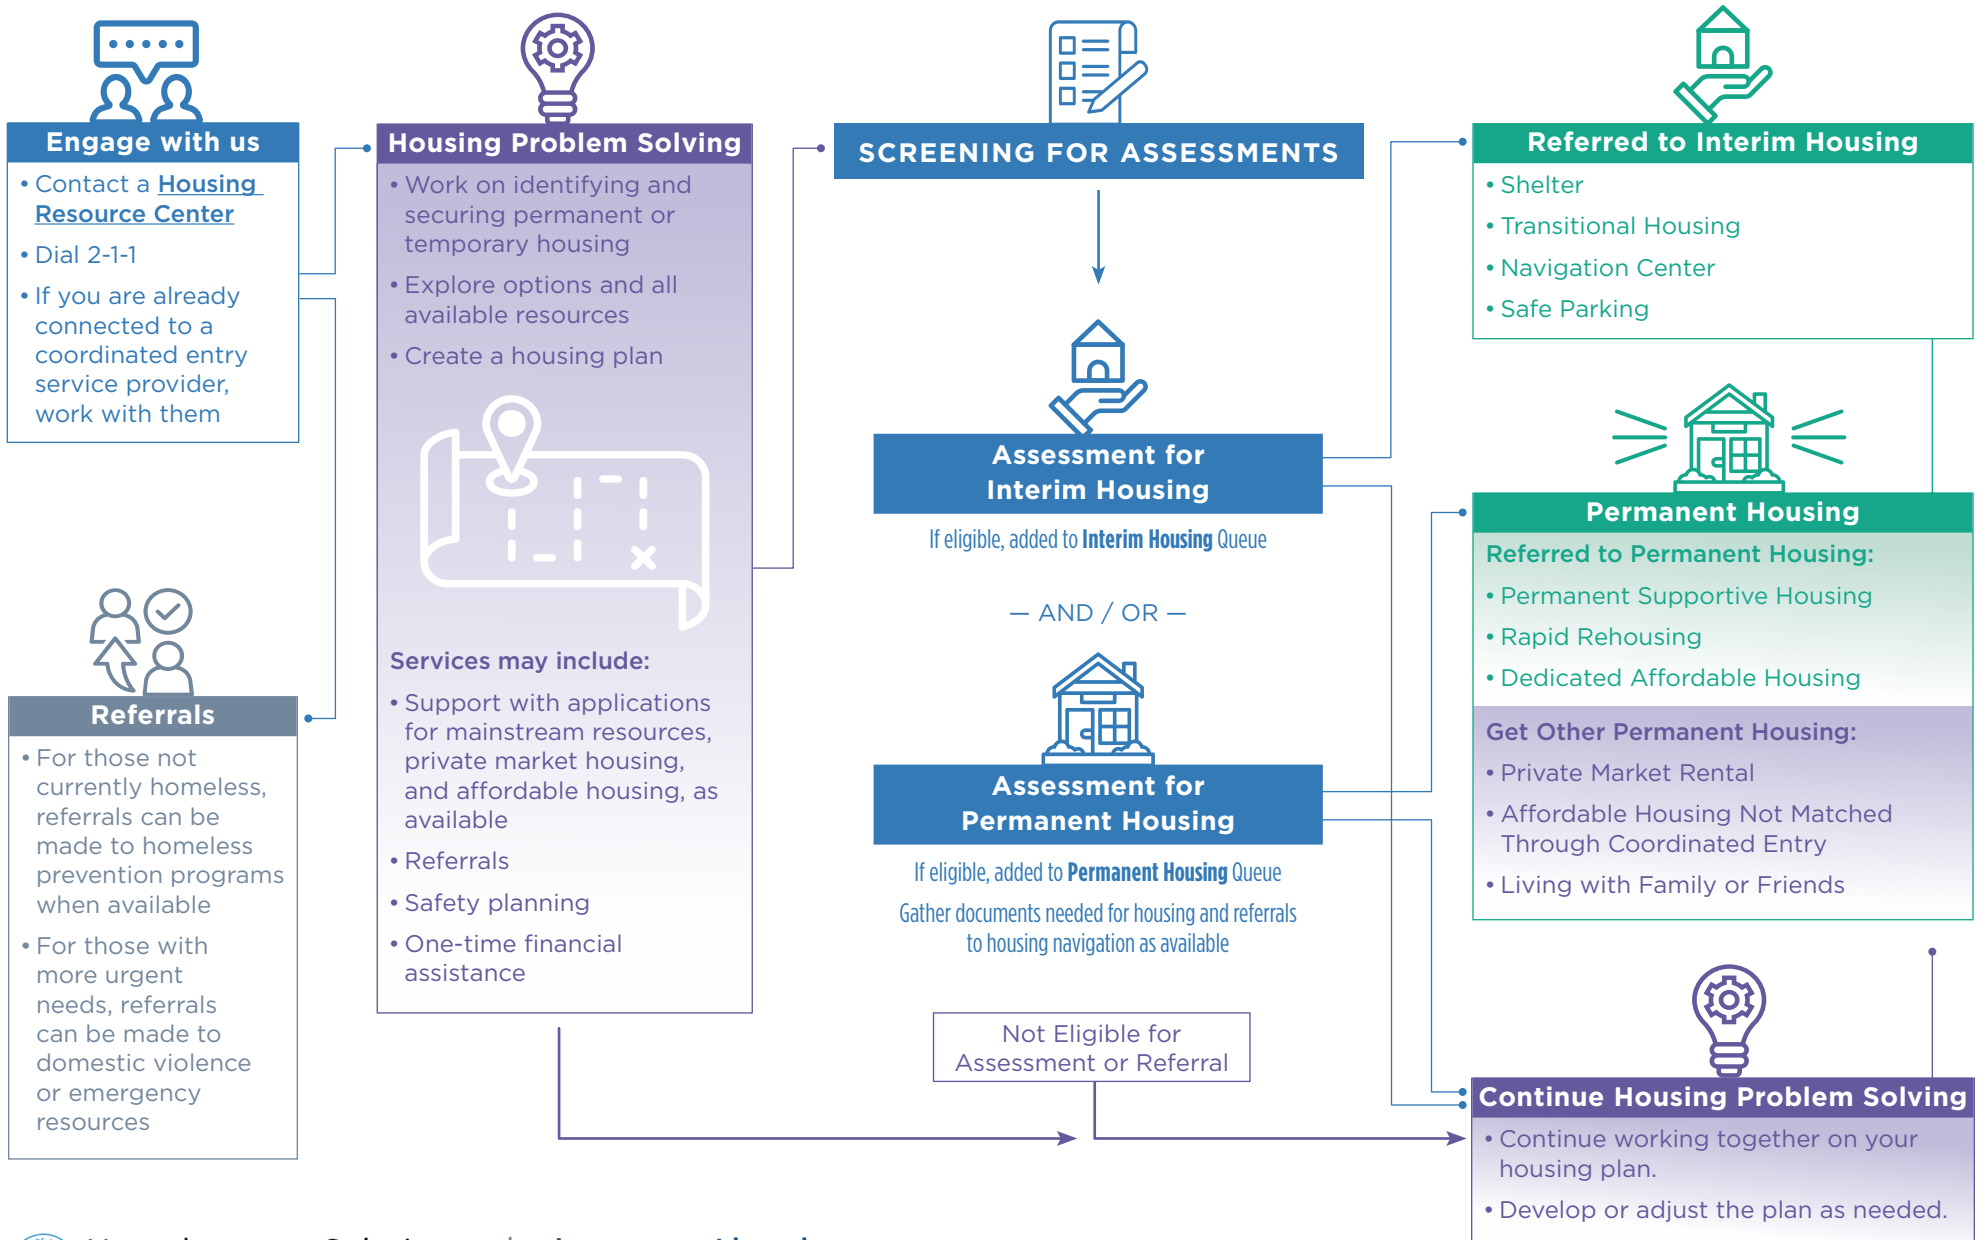 Engage with us
• Contact a Housing
Resource Center
• Dial 2-1-1
• If you are already
connected to a
coordinated entry
service provider,
work with them
Referrals
• For those not
currently homeless,
referrals can be
made to homeless
prevention programs
when available
• For those with
more urgent
needs, referrals
can be made to
domestic violence
or emergency
resources
Housing Problem Solving
• Work on identifying and
securing permanent or
temporary housing
• Explore options and all
available resources
• Create a housing plan
Services may include:
• Support with applications
for mainstream resources,
private market housing,
and affordable housing, as
available
• Referrals
• Safety planning
• One-time financial
assistance
SCREENING FOR ASSESSMENTS
Assessment for
Interim Housing
If eligible, added to Interim Housing Queue
— AND / OR —
Assessment for
Permanent Housing
If eligible, added to Permanent Housing Queue
Gather documents needed for housing and referrals
to housing navigation as available
Not Eligible for
Assessment or Referral
Referred to Interim Housing
• Shelter
• Transitional Housing
• Navigation Center
• Safe Parking
Permanent Housing
Referred to Permanent Housing:
• Permanent Supportive Housing
• Rapid Rehousing
• Dedicated Affordable Housing
Get Other Permanent Housing:
• Private Market Rental
• Affordable Housing Not Matched
Through Coordinated Entry
• Living with Family or Friends
Continue Housing Problem Solving
• Continue working together on your
housing plan.
• Develop or adjust the plan as needed.